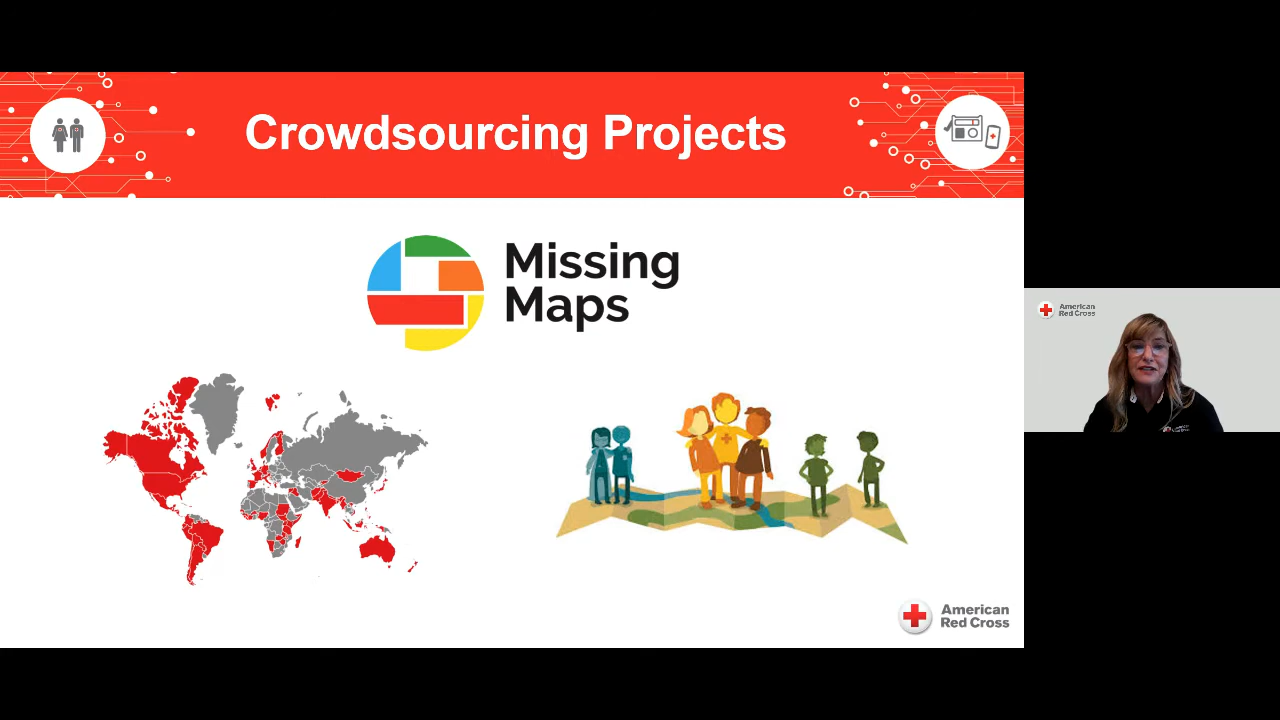 Crowdsourcing Projects
Missing
Maps
American
Red Cross
American
Red Cross